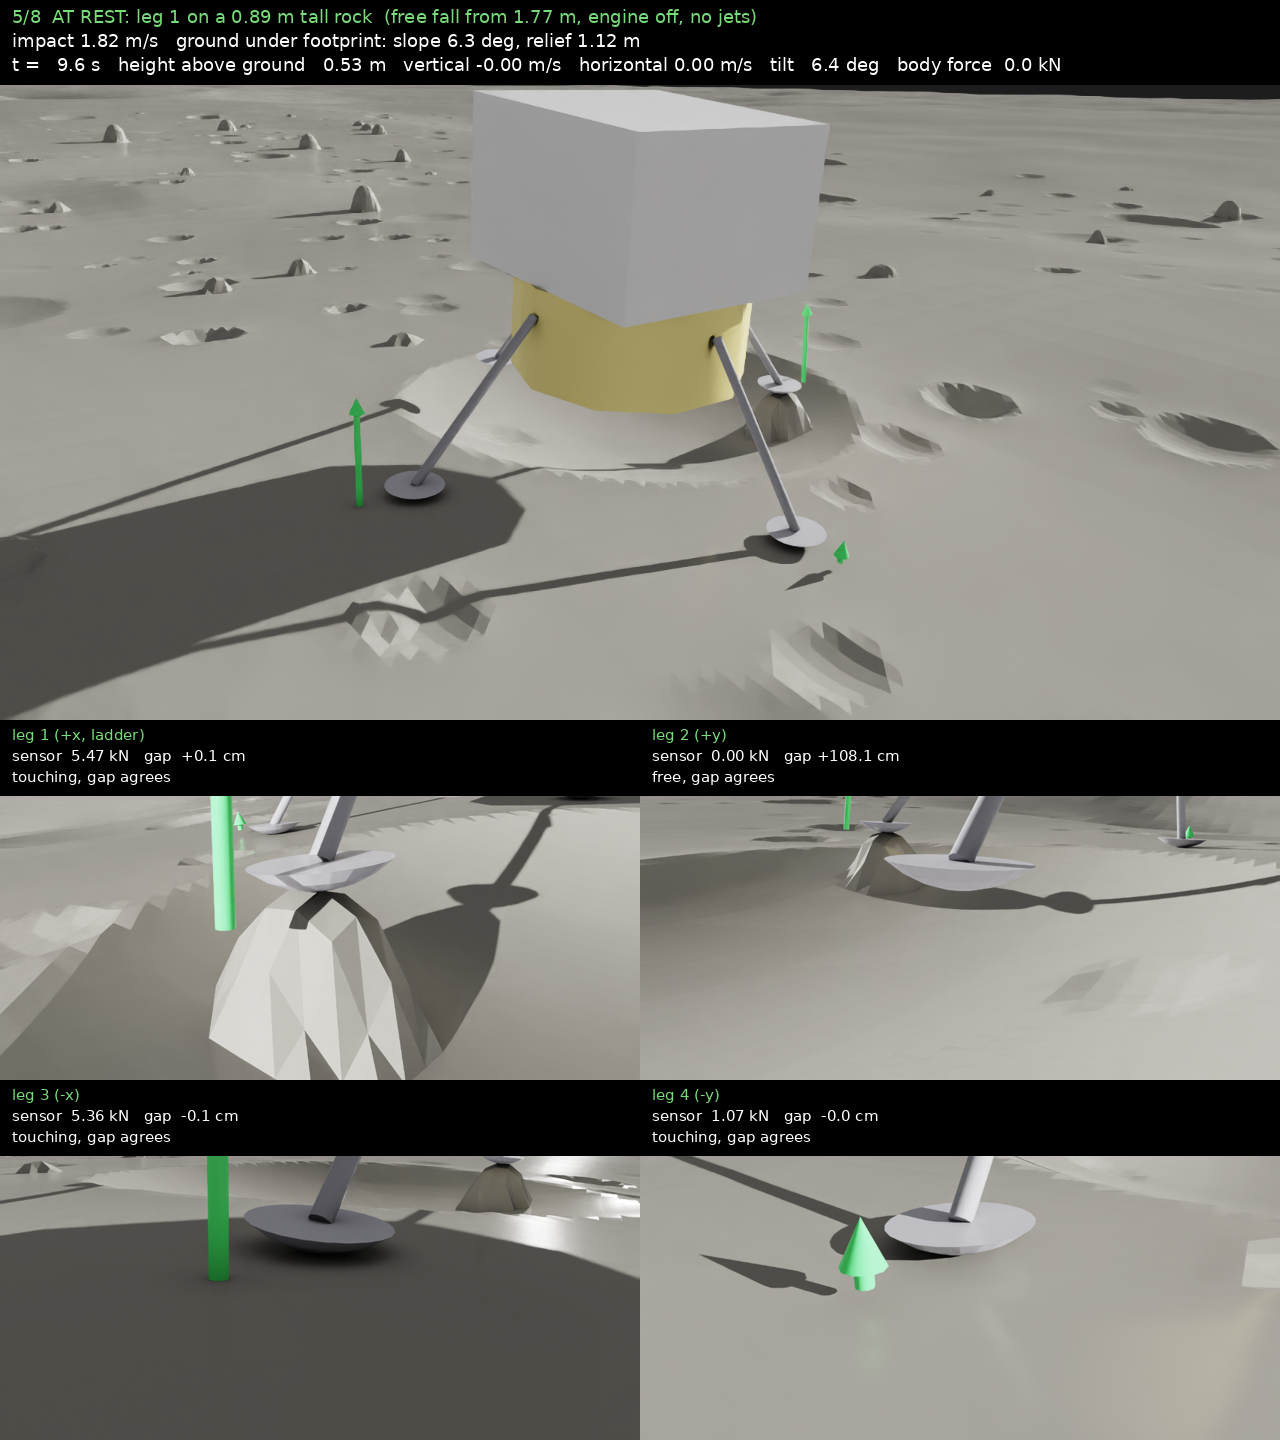 5/8  AT REST: leg 1 on a 0.89 m tall rock  (free fall from 1.77 m, engine off, no jets)
impact 1.82 m/s   ground under footprint: slope 6.3 deg, relief 1.12 m
t =   9.6 s   height above ground   0.53 m   vertical -0.00 m/s   horizontal 0.00 m/s   tilt   6.4 deg   body force  0.0 kN
leg 1 (+x, ladder)
sensor  5.47 kN   gap  +0.1 cm
touching, gap agrees
leg 2 (+y)
sensor  0.00 kN   gap +108.1 cm
free, gap agrees
leg 3 (-x)
sensor  5.36 kN   gap  -0.1 cm
touching, gap agrees
leg 4 (-y)
sensor  1.07 kN   gap  -0.0 cm
touching, gap agrees